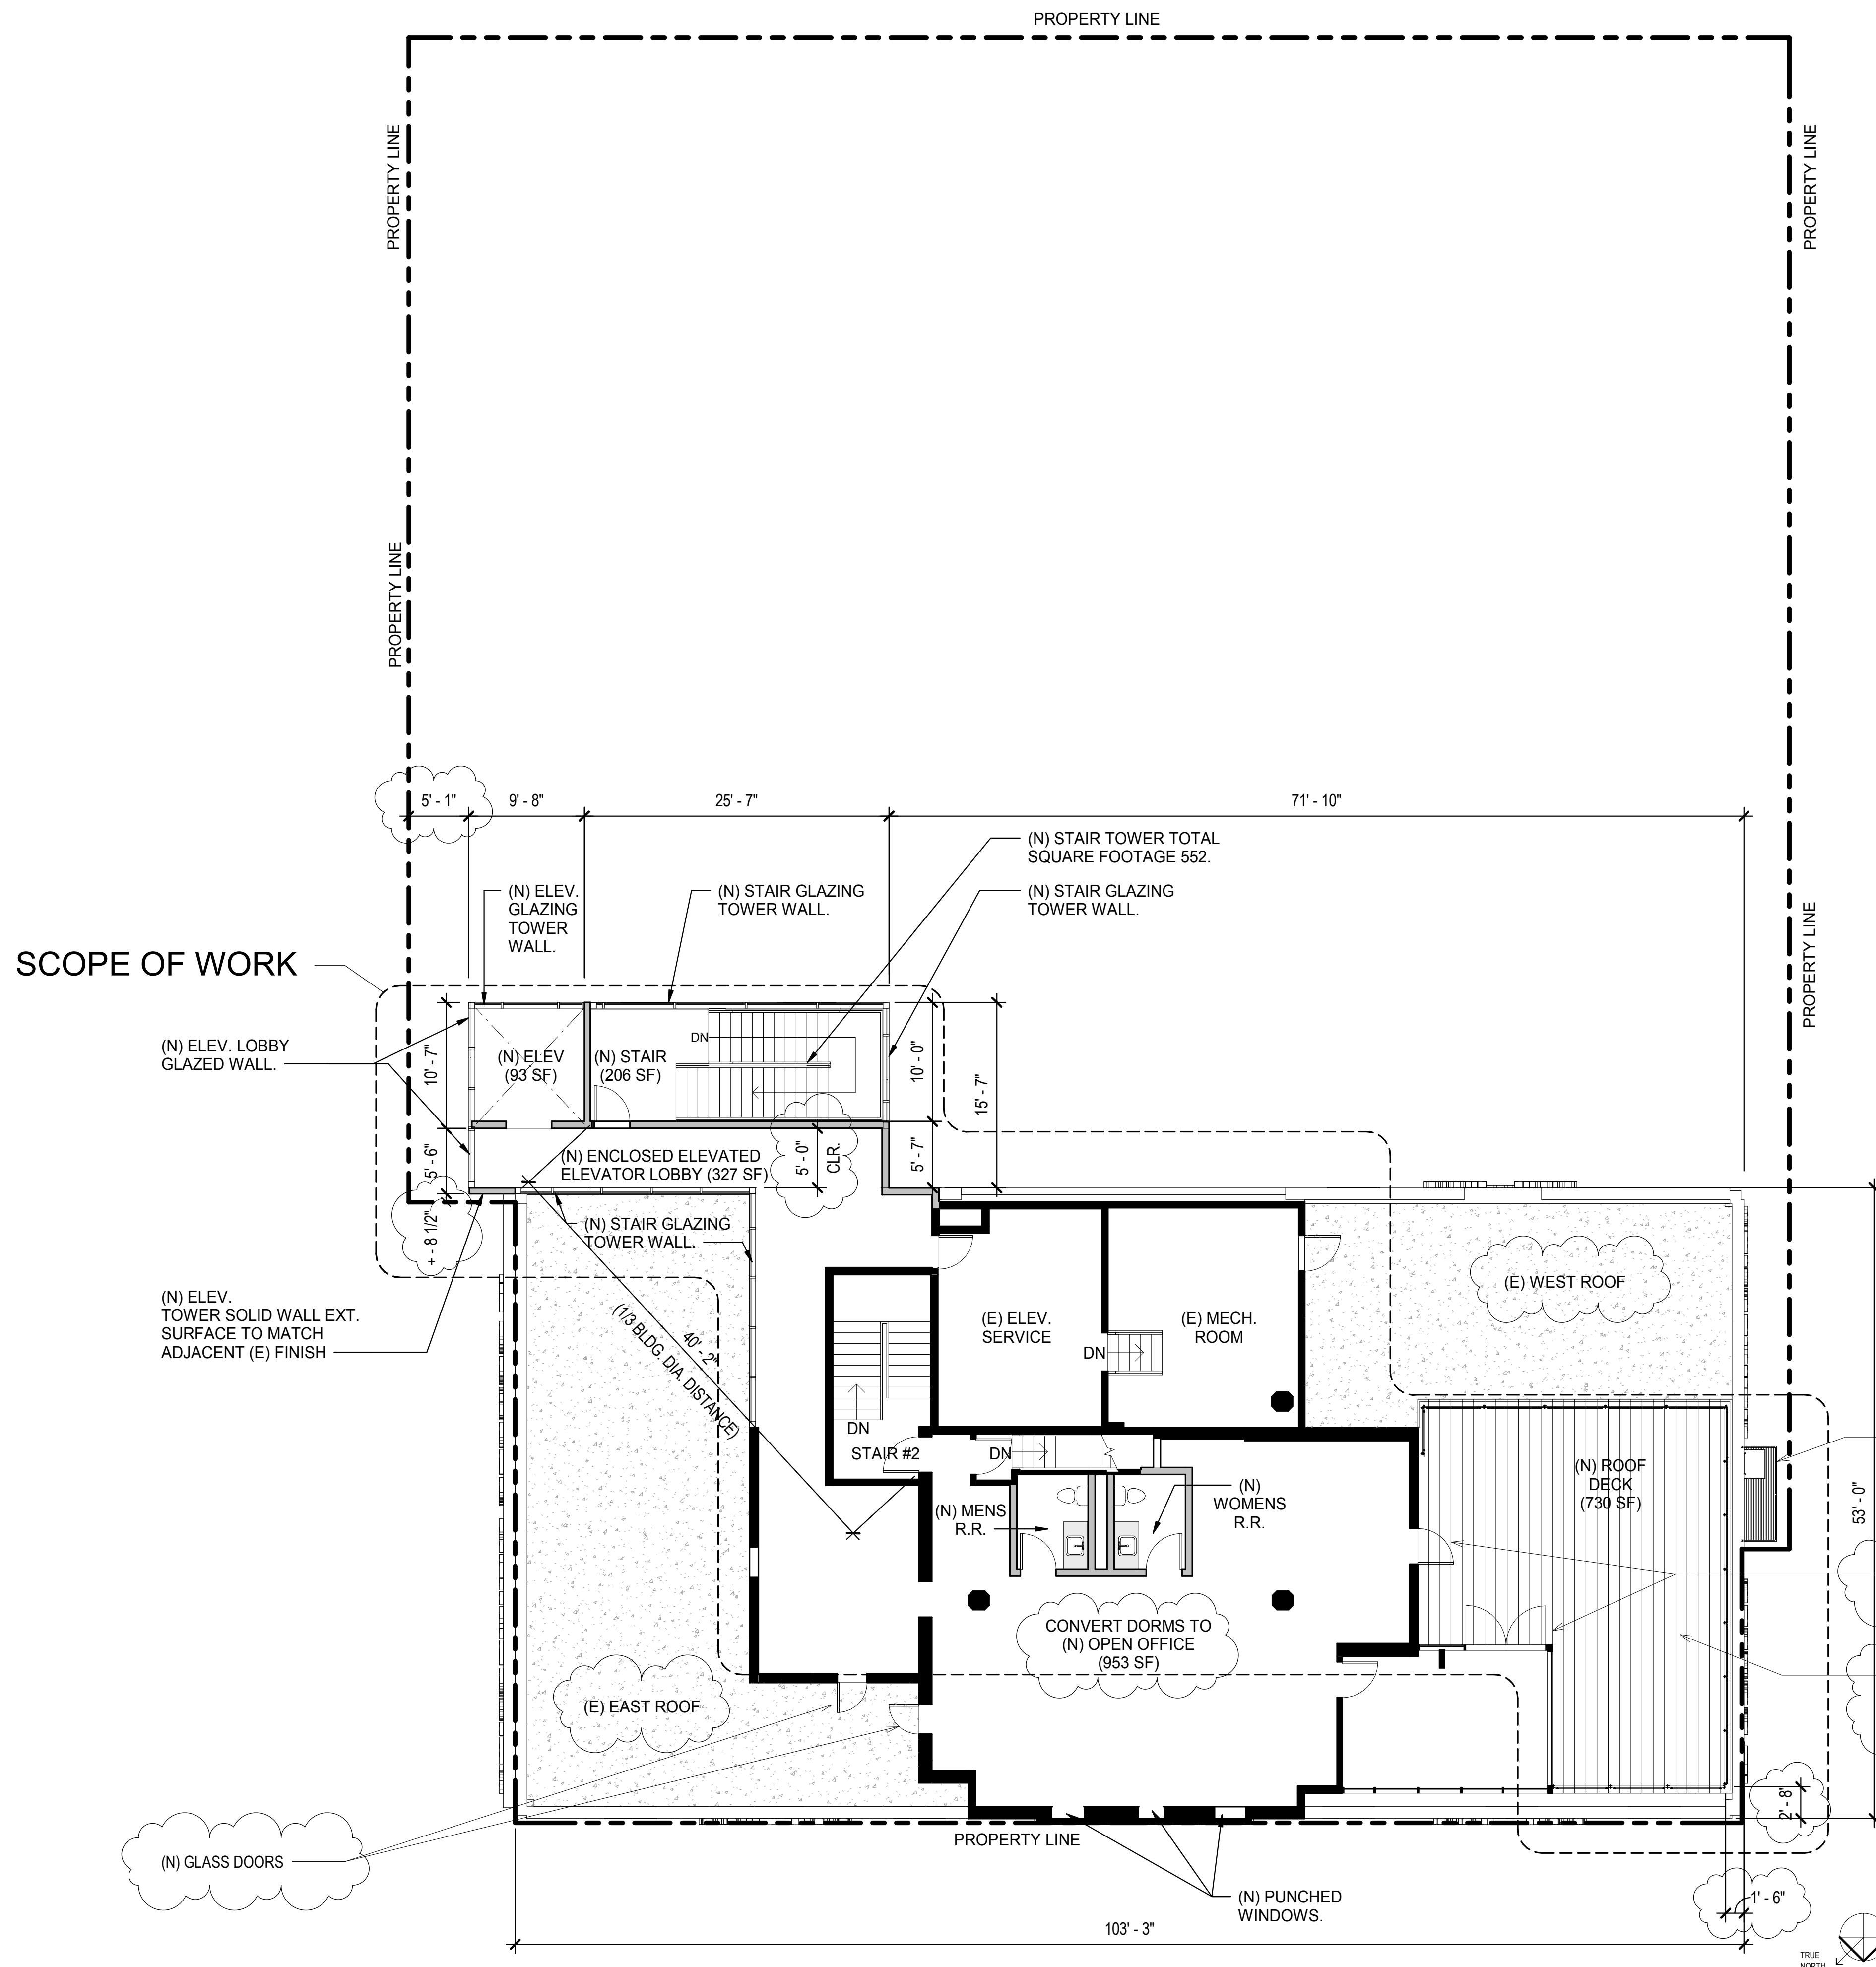 PROPERTY LINE
PROPERTY LINE
PROPERTY LINE
PROPERTY LINE
5' - 1"
9' - 8"
25' - 7"
71' - 10"
(N) STAIR TOWER TOTAL
SQUARE FOOTAGE 552.
(N) ELEV.
GLAZING
TOWER
WALL.
(N) STAIR GLAZING
TOWER WALL.
(N) STAIR GLAZING
TOWER WALL.
PROPERTY LINE
SCOPE OF WORK
(N) ELEV. LOBBY
GLAZED WALL.
10' - 7"
(N) ELEV
(93 SF)
(N) STAIR
(206 SF)
DN
10' - 0"
15' - 7"
5' - 6"
(N) ENCLOSED ELEVATED
ELEVATOR LOBBY (327 SF)
5' - 0"
CLR.
5' - 7"
+ - 8 1/2"
(N) STAIR GLAZING
TOWER WALL.
(N) ELEV.
TOWER SOLID WALL EXT.
SURFACE TO MATCH
ADJACENT (E) FINISH
40' - 2"
(1/3 BLDG. DIA. DISTANCE)
(E) ELEV.
SERVICE
(E) MECH.
ROOM
DN
(E) WEST ROOF
DN
STAIR #2
DN
(N) MENS
R.R.
(N)
WOMENS
R.R.
(N) ROOF
DECK
(730 SF)
53' - 0"
CONVERT DORMS TO
(N) OPEN OFFICE
(953 SF)
(E) EAST ROOF
2' - 8"
PROPERTY LINE
(N) GLASS DOORS
(N) PUNCHED
WINDOWS.
1' - 6"
103' - 3"
TRUE
NORTH